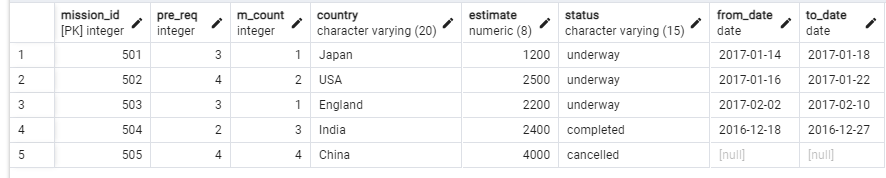 mission_id pre_req m_count country estimate status from_date to_date
[PK] integer integer integer character varying (20) numeric (8) character varying (15) date date
1 501 3 1 Japan 1200 underway 2017-01-14 2017-01-18
2 502 4 2 USA 2500 underway 2017-01-16 2017-01-22
3 503 3 1 England 2200 underway 2017-02-02 2017-02-10
4 504 2 3 India 2400 completed 2016-12-18 2016-12-27
5 505 4 4 China 4000 cancelled [null] [null]